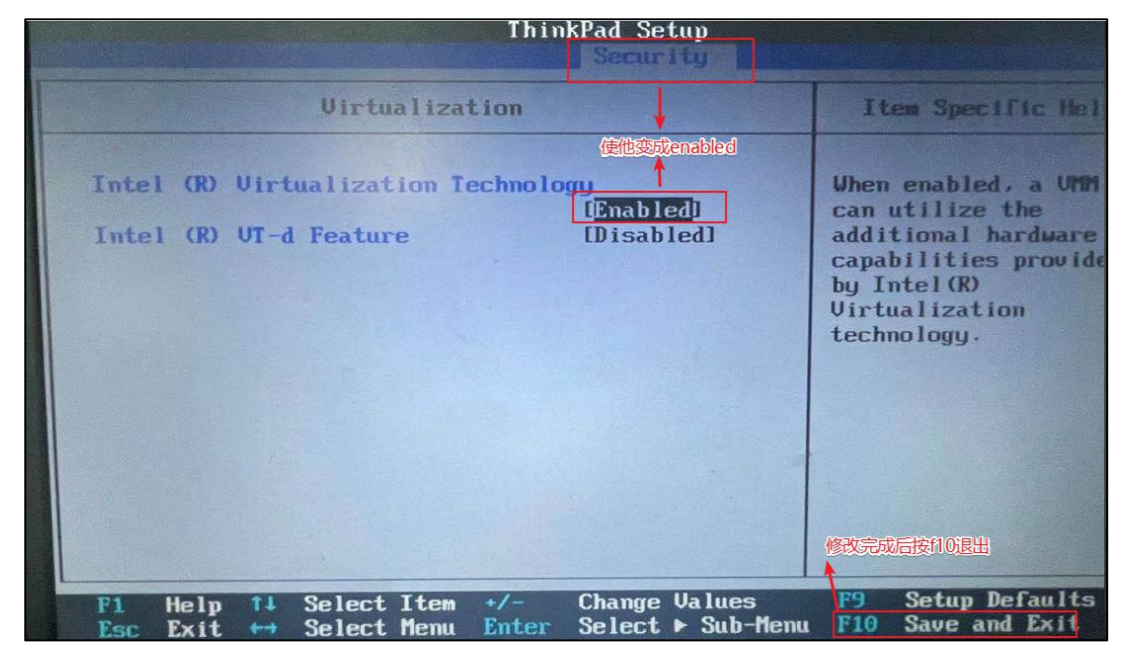 ThinkPad Setup
Security
Virtualization
Item Specific Hel
使他变成enabled
Intel (R) Virtualization Technology
[Enabled]
Intel (R) VT-d Feature [Disabled]
When enabled, a VMM
can utilize the
additional hardware
capabilities provide
by Intel(R)
Virtualization
technology.
修改完成后按f10退出
F1 Help ↑↓ Select Item +/- Change Values F9 Setup Defaults
Esc Exit ←→ Select Menu Enter Select ▶ Sub-Menu F10 Save and Exit